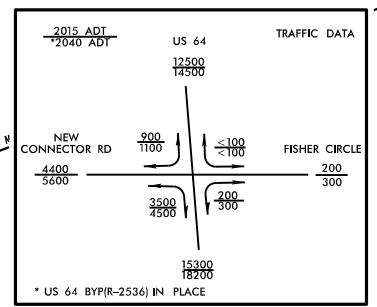 2015 ADT
*2040 ADT
TRAFFIC DATA
US 64
12500
14500
NEW
CONNECTOR RD
900
1100
<100
<100
FISHER CIRCLE
4400
5600
200
300
3500
4500
200
300
15300
18200
* US 64 BYP(R-2536) IN PLACE
N